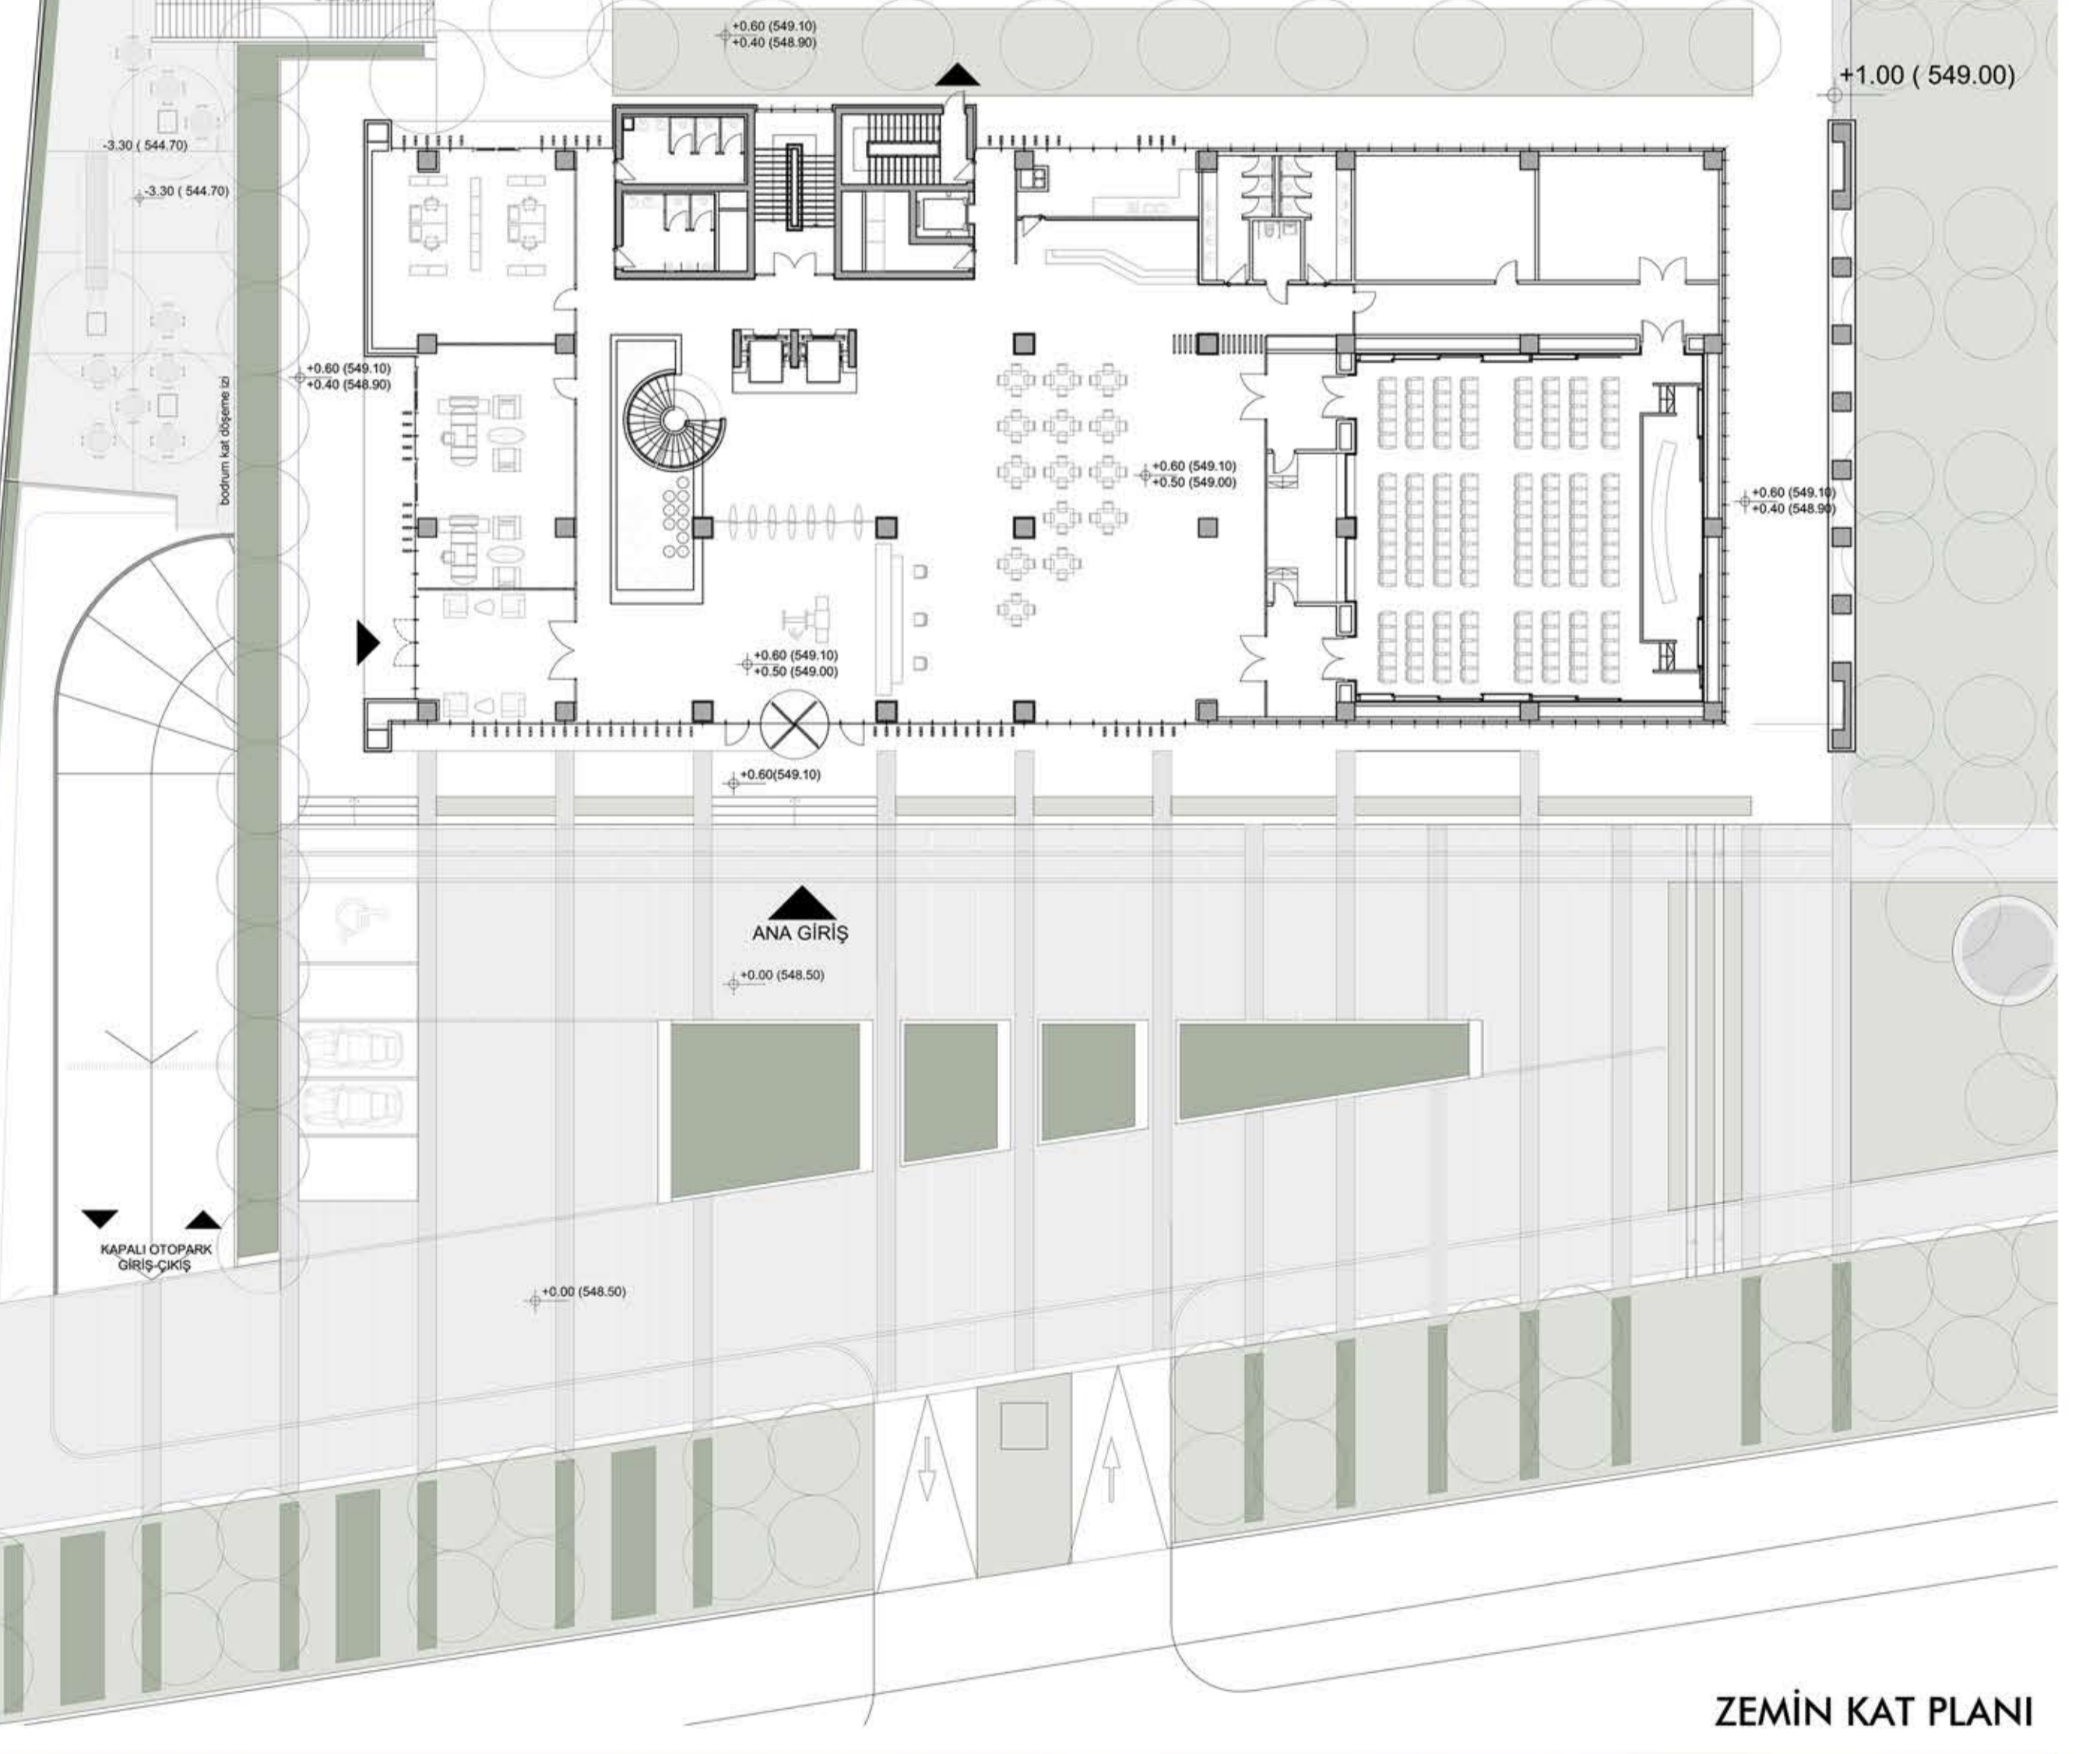 +0.60 (549.10)
+0.40 (548.90)
+1.00 ( 549.00)
-3.30 ( 544.70)
-3.30 ( 544.70)
+0.60 (549.10)
+0.40 (548.90)
bodrum kat döşeme izi
+0.60 (549.10)
+0.50 (549.00)
+0.60 (549.10)
+0.40 (548.90)
+0.60 (549.10)
+0.50 (549.00)
+0.60(549.10)
ANA GİRİŞ
+0.00 (548.50)
KAPALI OTOPARK
GİRİŞ-ÇIKIŞ
+0.00 (548.50)
ZEMİN KAT PLANI